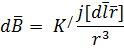 dB̄ = K′ j[dl̄r̄] / r³